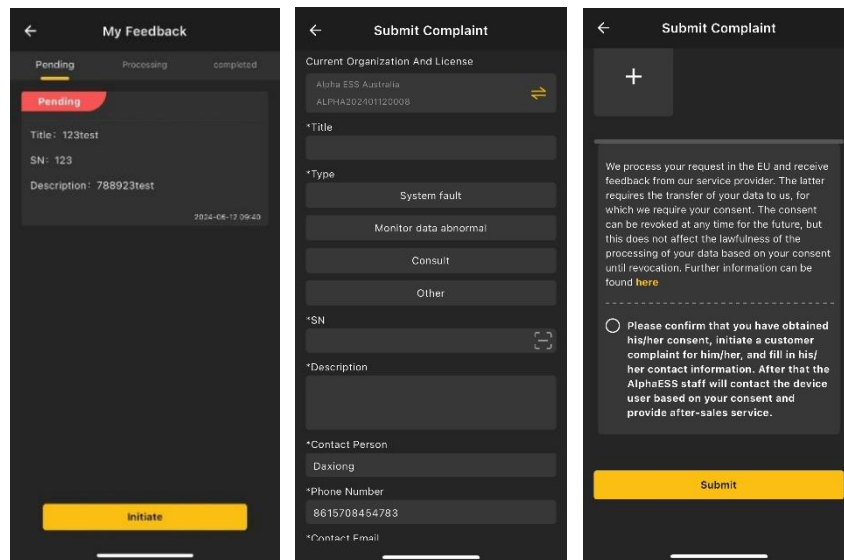 My Feedback
Pending
Processing
completed
Pending
Title: 123test
SN: 123
Description: 788923test
2024-06-12 09:40
Initiate
Submit Complaint
Current Organization And License
Alpha ESS Australia
ALPHA202401120008
*Title
*Type
System fault
Monitor data abnormal
Consult
Other
*SN
*Description
*Contact Person
Daxiong
*Phone Number
8615708454783
*Contact Email
Submit Complaint
We process your request in the EU and receive
feedback from our service provider. The latter
requires the transfer of your data to us, for
which we require your consent. The consent
can be revoked at any time for the future, but
this does not affect the lawfulness of the
processing of your data based on your consent
until revocation. Further information can be
found here
Please confirm that you have obtained
his/her consent, initiate a customer
complaint for him/her, and fill in his/
her contact information. After that the
AlphaESS staff will contact the device
user based on your consent and
provide after-sales service.
Submit